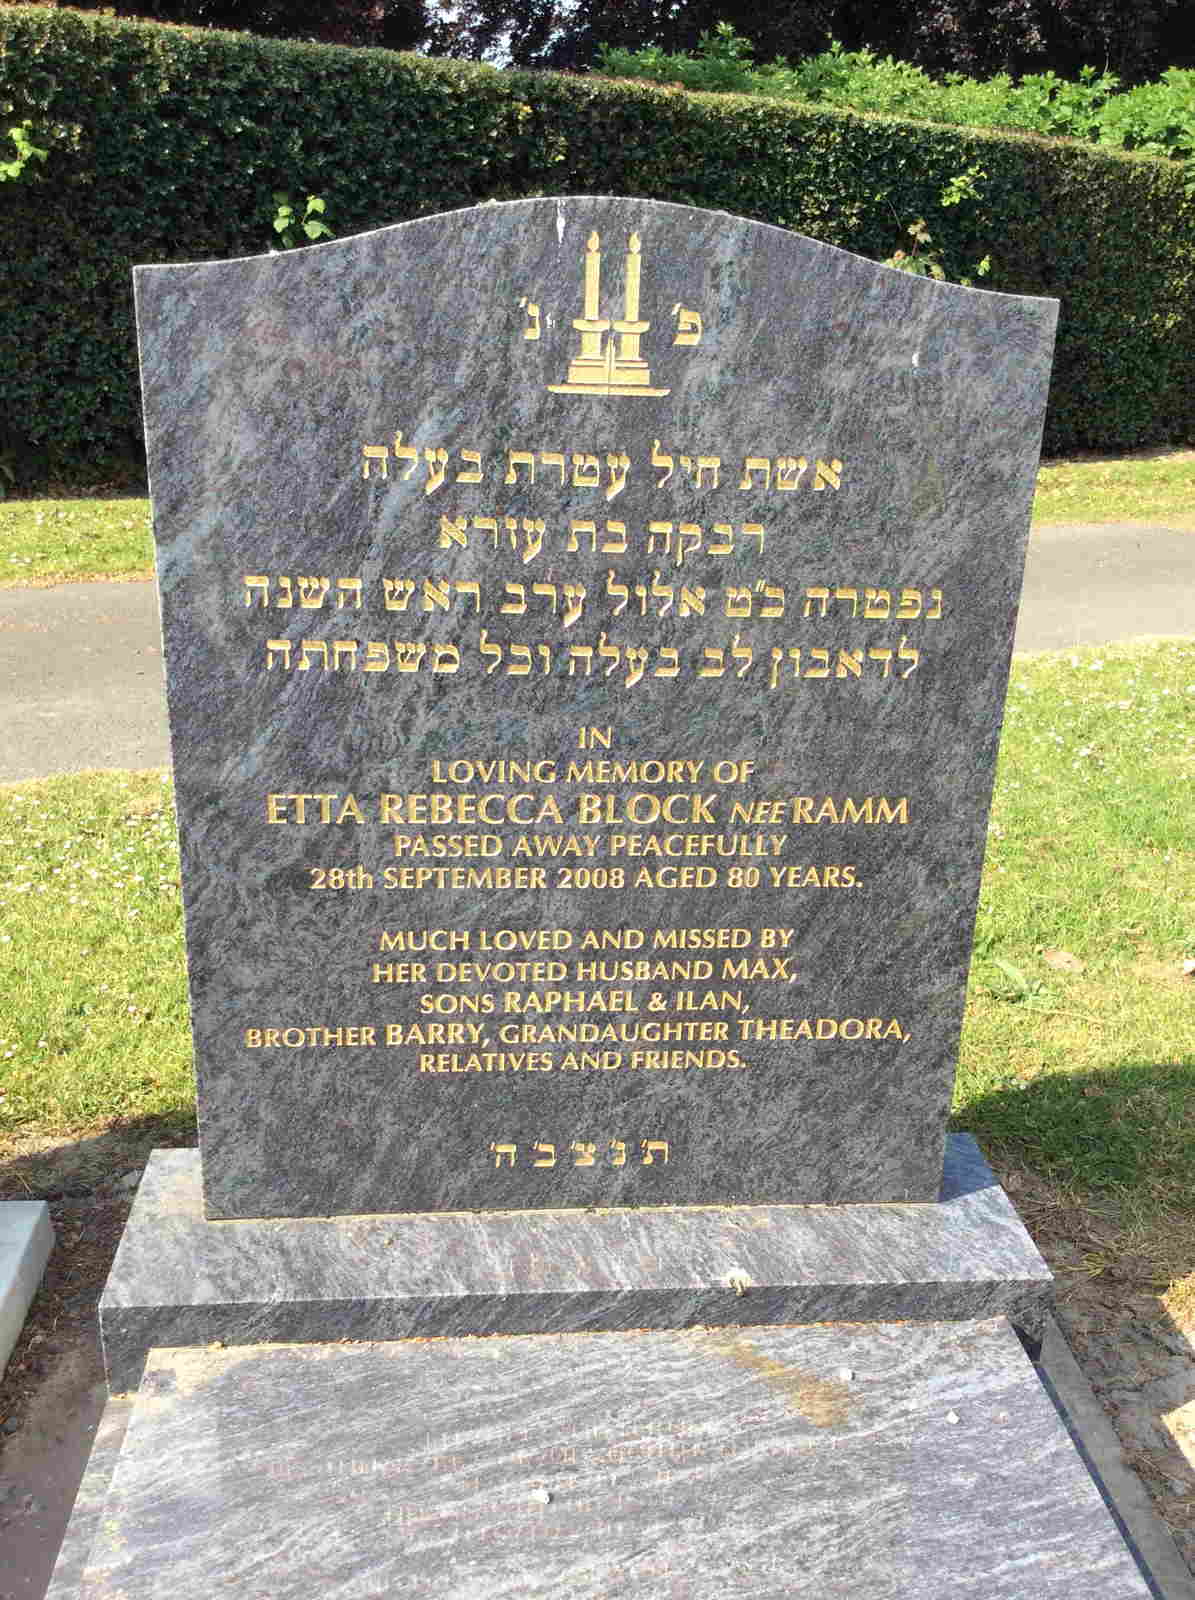 פ' נ'
אשת חיל עטרת בעלה
רבקה בת עזרא
נפטרה כ"ט אלול ערב ראש השנה
לדאבון לב בעלה וכל משפחתה
IN
LOVING MEMORY OF
ETTA REBECCA BLOCK NEE RAMM
PASSED AWAY PEACEFULLY
28th SEPTEMBER 2008 AGED 80 YEARS.
MUCH LOVED AND MISSED BY
HER DEVOTED HUSBAND MAX,
SONS RAPHAEL & ILAN,
BROTHER BARRY, GRANDAUGHTER THEADORA,
RELATIVES AND FRIENDS.
ת' נ' צ' ב' ה'